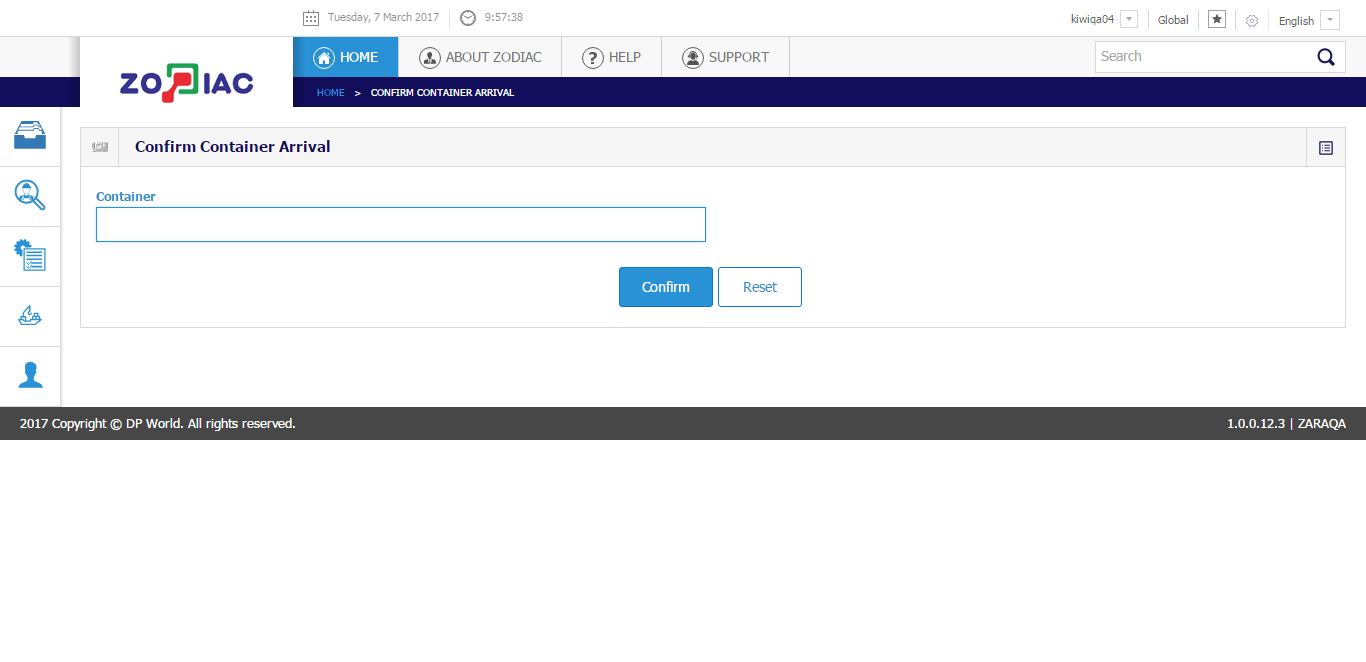 Tuesday, 7 March 2017 9:57:38 kiwiqa04 Global English
ZODIAC
HOME ABOUT ZODIAC ? HELP SUPPORT Search
HOME > CONFIRM CONTAINER ARRIVAL
Confirm Container Arrival
Container
Confirm Reset
2017 Copyright © DP World. All rights reserved. 1.0.0.12.3 | ZARAQA